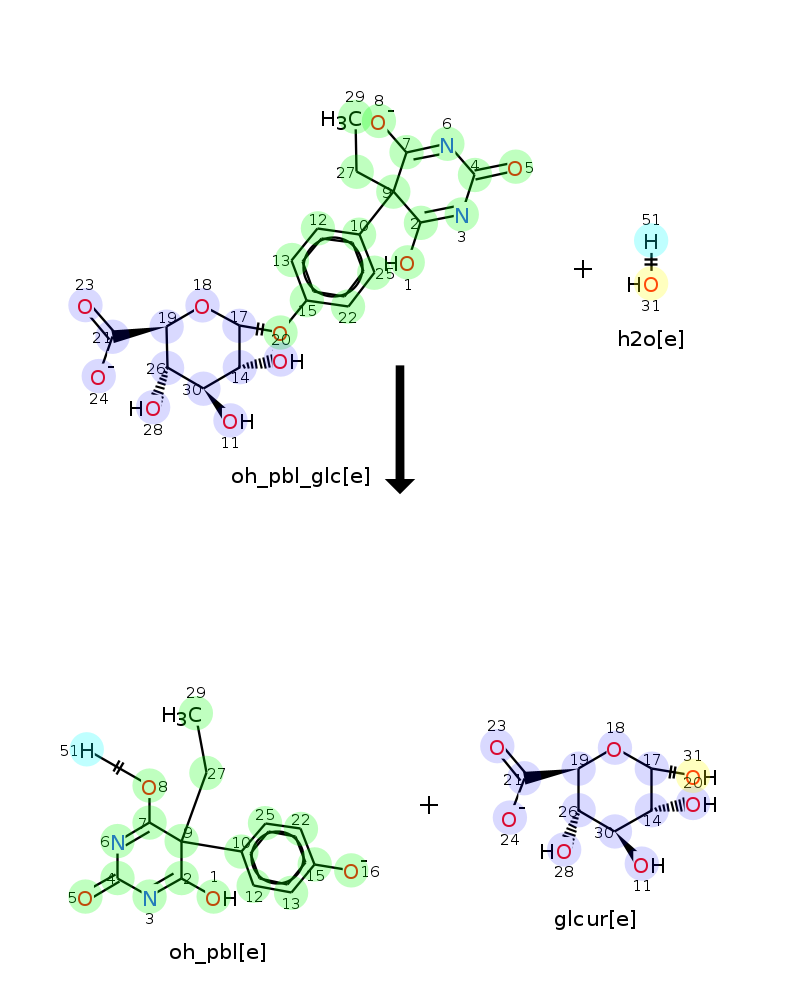 29
8
H₃C
O⁻
6
7
N
4
O 5
27
9
2
N
3
12
10
13
25
HO
1
15
22
51
H
HO
31
+
h2o[e]
23
O
18
O
19
17
O
20
21
26
14
OH
O⁻
24
30
HO
28
OH
11
oh_pbl_glc[e]
29
H₃C
51 H
27
O 8
7
9
6 N
25
22
10
15
O⁻ 16
4
2
1
5 O
N
3
OH
12
13
oh_pbl[e]
+
23
O
18
O
31
19
17
OH
20
21
26
14
OH
O⁻
24
30
HO
28
OH
11
glcur[e]